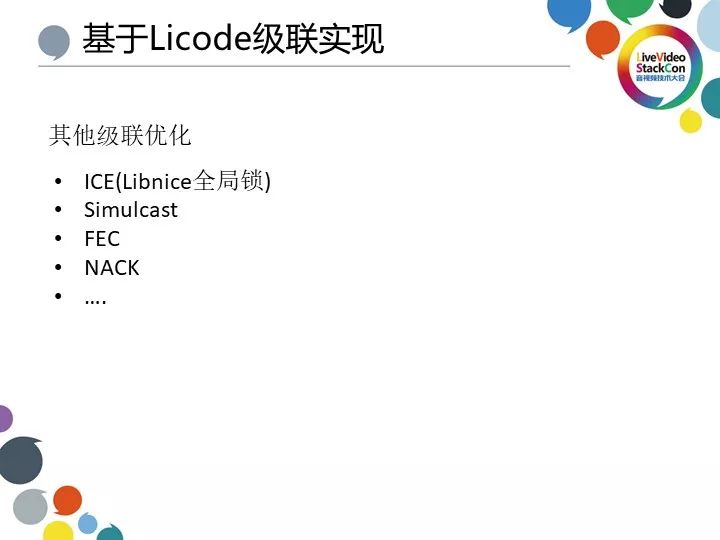 基于Licode级联实现
LiveVideo
StackCon
音视频技术大会
其他级联优化
• ICE(Libnice全局锁)
• Simulcast
• FEC
• NACK
• ....